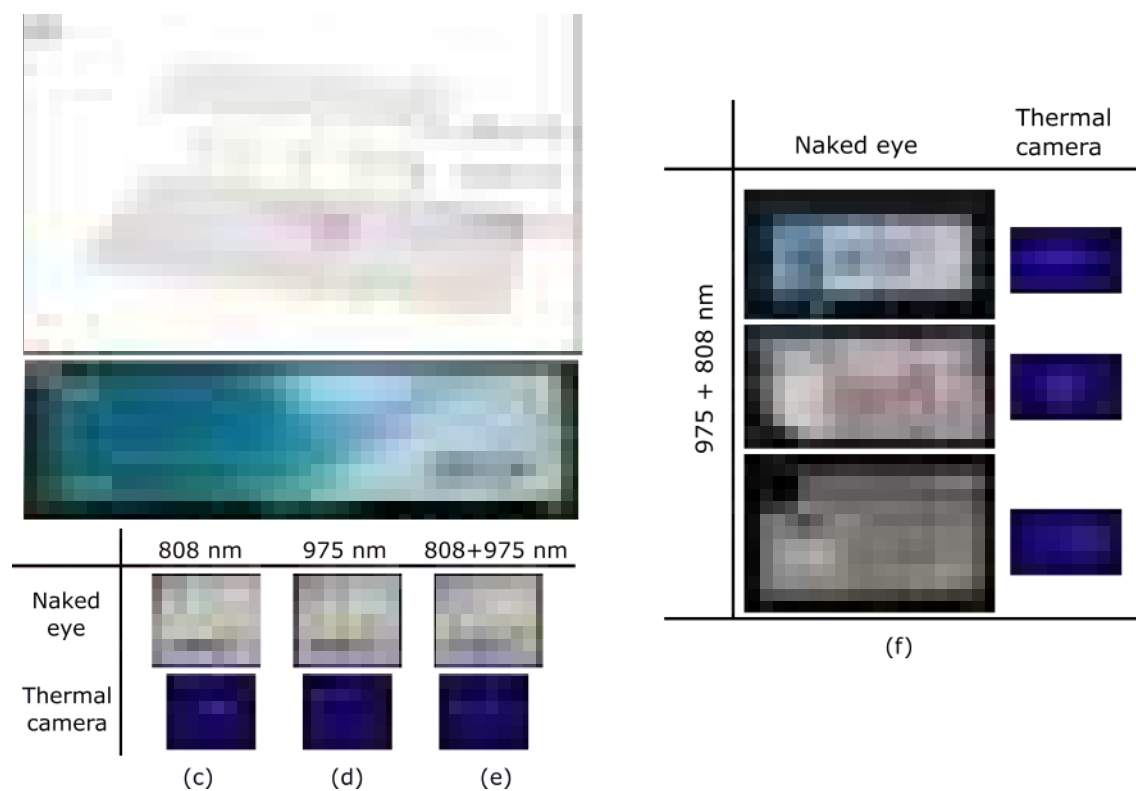 808 nm
975 nm
808+975 nm
Naked
eye
Thermal
camera
(c)
(d)
(e)
Naked eye
Thermal
camera
975 + 808 nm
(f)